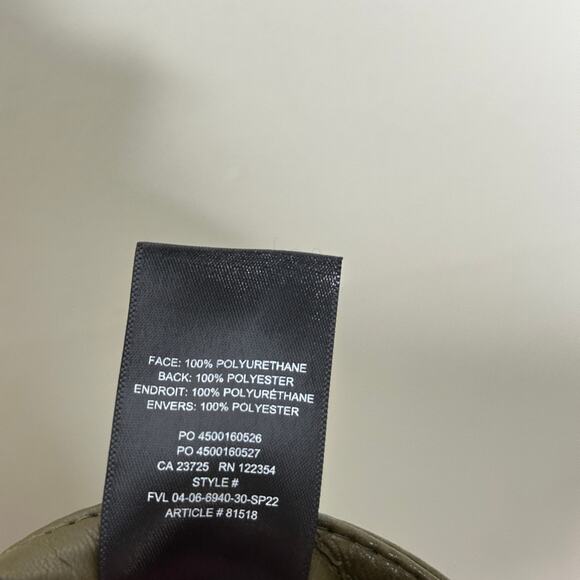 FACE: 100% POLYURETHANE
BACK: 100% POLYESTER
ENDROIT: 100% POLYURÉTHANE
ENVERS: 100% POLYESTER
PO 4500160526
PO 4500160527
CA 23725 RN 122354
STYLE #
FVL 04-06-6940-30-SP22
ARTICLE # 81518